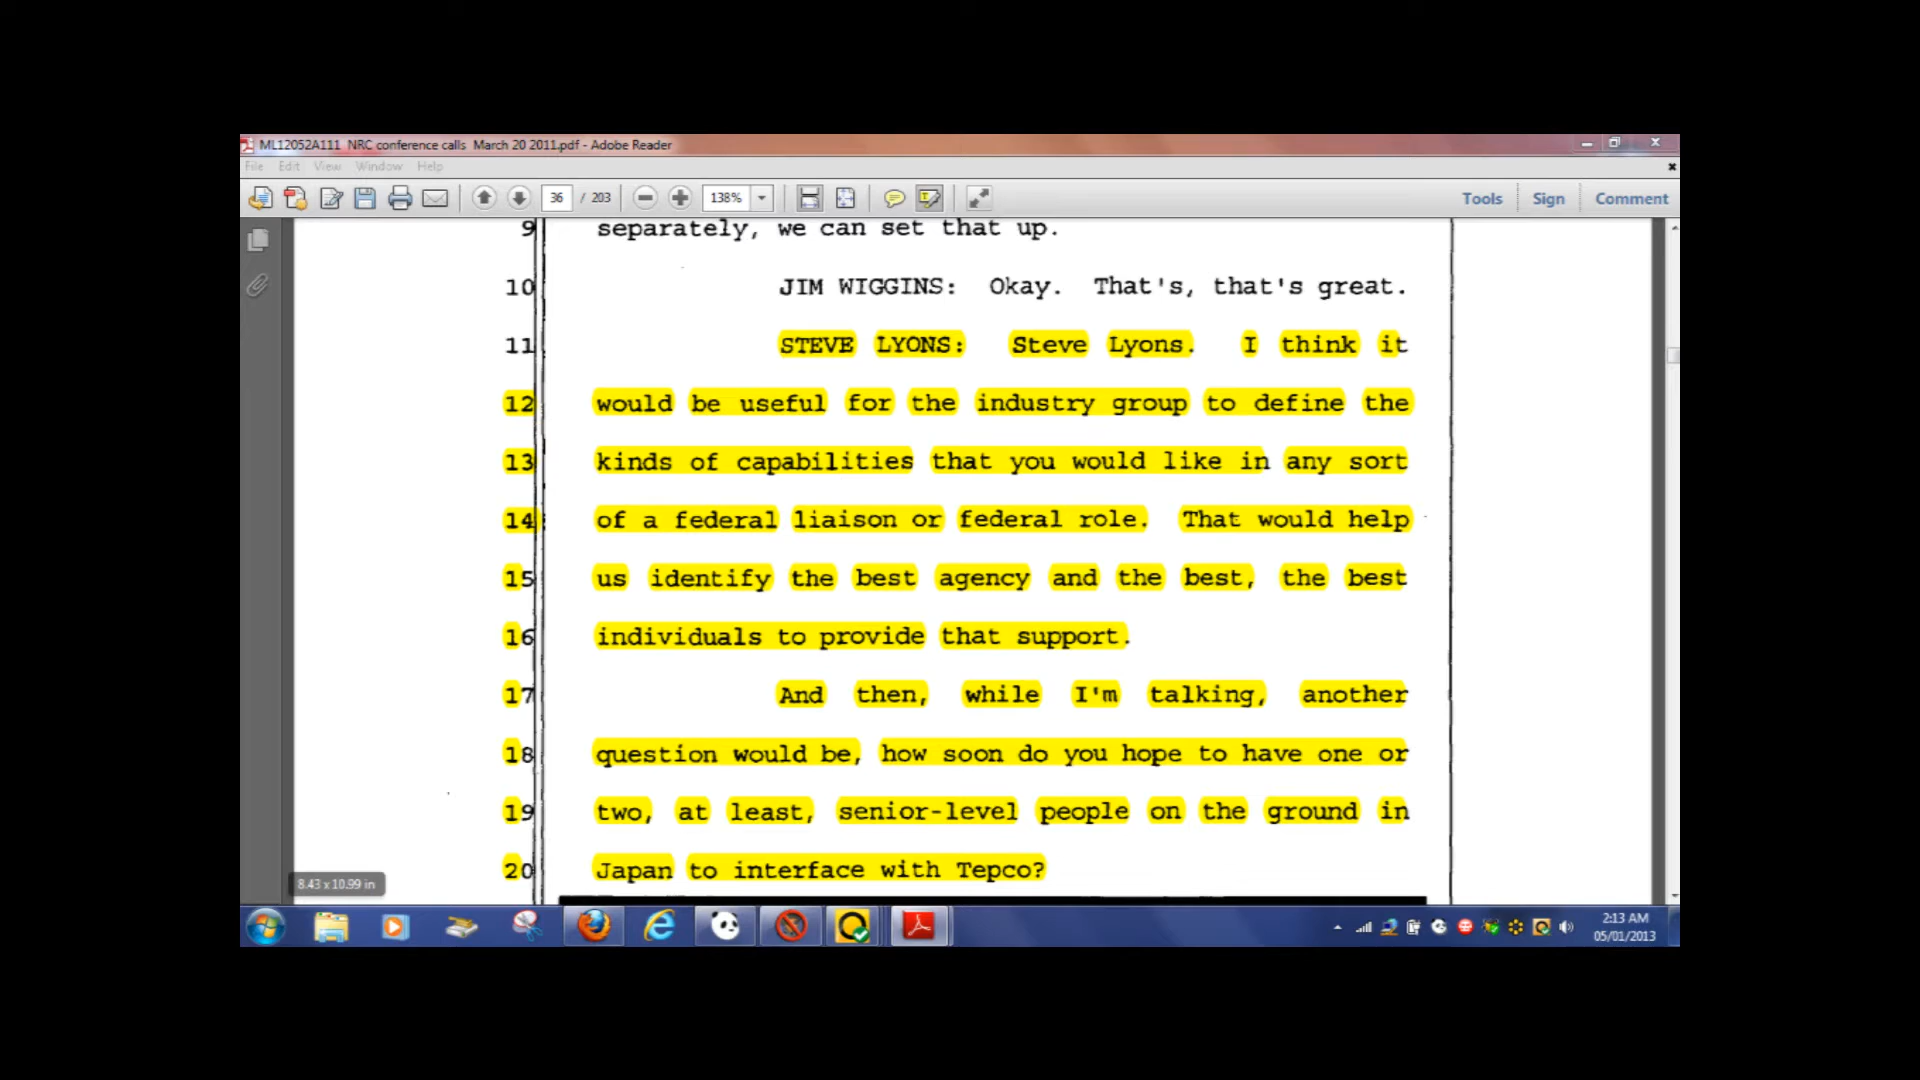 ML12052A111 NRC conference calls March 20 2011.pdf - Adobe Reader
File Edit View Window Help
36 / 203 138% Tools Sign Comment
9 separately, we can set that up.
10 JIM WIGGINS: Okay. That's, that's great.
11 STEVE LYONS: Steve Lyons. I think it
12 would be useful for the industry group to define the
13 kinds of capabilities that you would like in any sort
14 of a federal liaison or federal role. That would help
15 us identify the best agency and the best, the best
16 individuals to provide that support.
17 And then, while I'm talking, another
18 question would be, how soon do you hope to have one or
19 two, at least, senior-level people on the ground in
20 Japan to interface with Tepco?
8.43 x 10.99 in
2:13 AM
05/01/2013